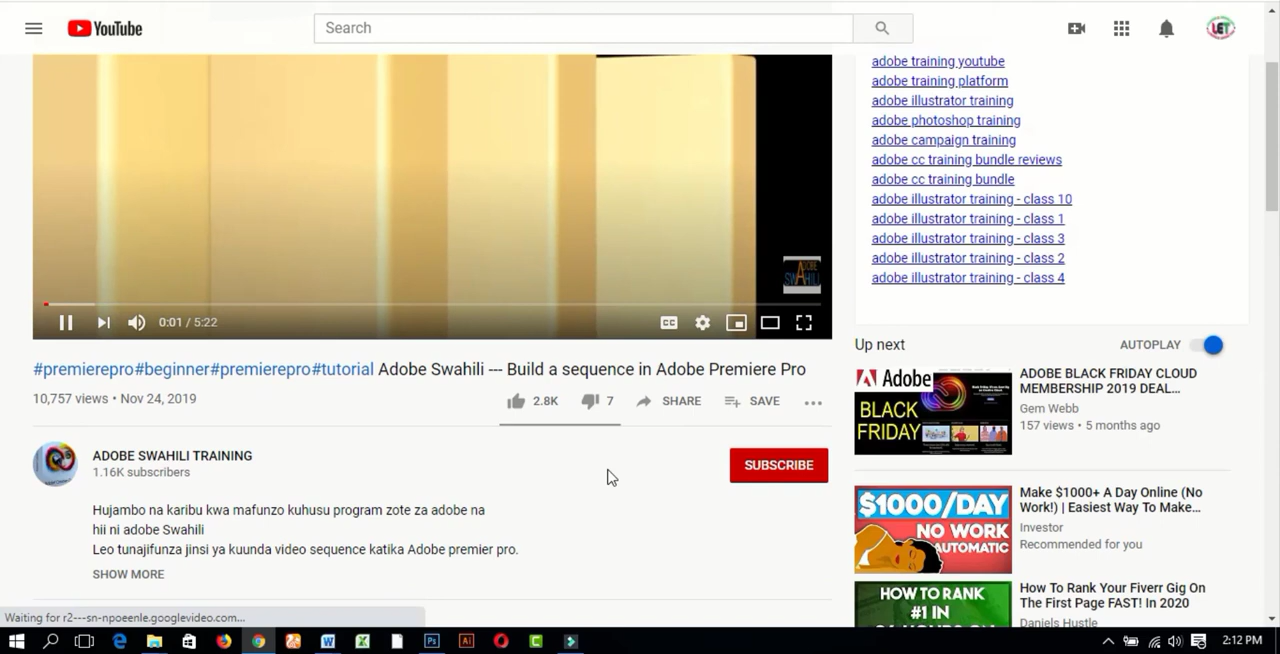 YouTube
Search
UET
adobe training youtube
adobe training platform
adobe illustrator training
adobe photoshop training
adobe campaign training
adobe cc training bundle reviews
adobe cc training bundle
adobe illustrator training - class 10
adobe illustrator training - class 1
adobe illustrator training - class 3
adobe illustrator training - class 2
adobe illustrator training - class 4
ADOBE
SWAHILI
0:01 / 5:22
CC
#premierepro#beginner#premierepro#tutorial Adobe Swahili --- Build a sequence in Adobe Premiere Pro
10,757 views • Nov 24, 2019
2.8K
7
SHARE
SAVE
ADOBE SWAHILI TRAINING
1.16K subscribers
SUBSCRIBE
Hujambo na karibu kwa mafunzo kuhusu program zote za adobe na
hii ni adobe Swahili
Leo tunajifunza jinsi ya kuunda video sequence katika Adobe premier pro.
SHOW MORE
Up next
AUTOPLAY
Adobe
BLACK
FRIDAY
ADOBE BLACK FRIDAY CLOUD
MEMBERSHIP 2019 DEAL...
Gem Webb
157 views • 5 months ago
$1000/DAY
NO WORK
AUTOMATIC
Make $1000+ A Day Online (No
Work!) | Easiest Way To Make...
Investor
Recommended for you
HOW TO RANK
How To Rank Your Fiverr Gig On
The First Page FAST! In 2020
Daniels Hustle
Waiting for r2---sn-npoeenle.googlevideo.com...
2:12 PM